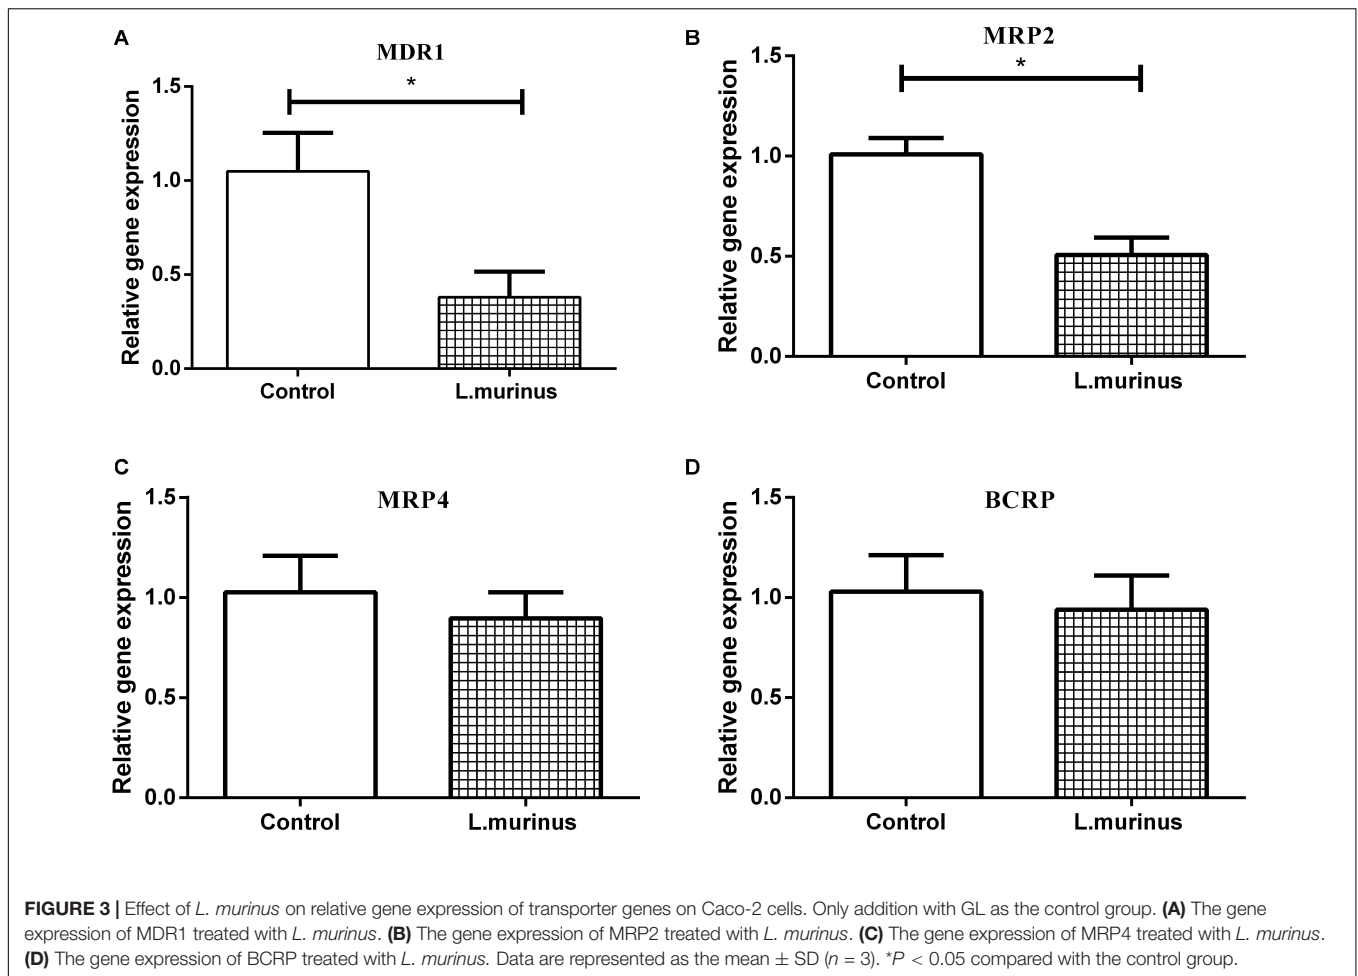 A
MDR1
*
Relative gene expression
1.5
1.0
0.5
0.0
Control L.murinus
B
MRP2
*
Relative gene expression
1.5
1.0
0.5
0.0
Control L.murinus
C
MRP4
Relative gene expression
1.5
1.0
0.5
0.0
Control L.murinus
D
BCRP
Relative gene expression
1.5
1.0
0.5
0.0
Control L.murinus
FIGURE 3 | Effect of L. murinus on relative gene expression of transporter genes on Caco-2 cells. Only addition with GL as the control group. (A) The gene
expression of MDR1 treated with L. murinus. (B) The gene expression of MRP2 treated with L. murinus. (C) The gene expression of MRP4 treated with L. murinus.
(D) The gene expression of BCRP treated with L. murinus. Data are represented as the mean ± SD (n = 3). *P < 0.05 compared with the control group.